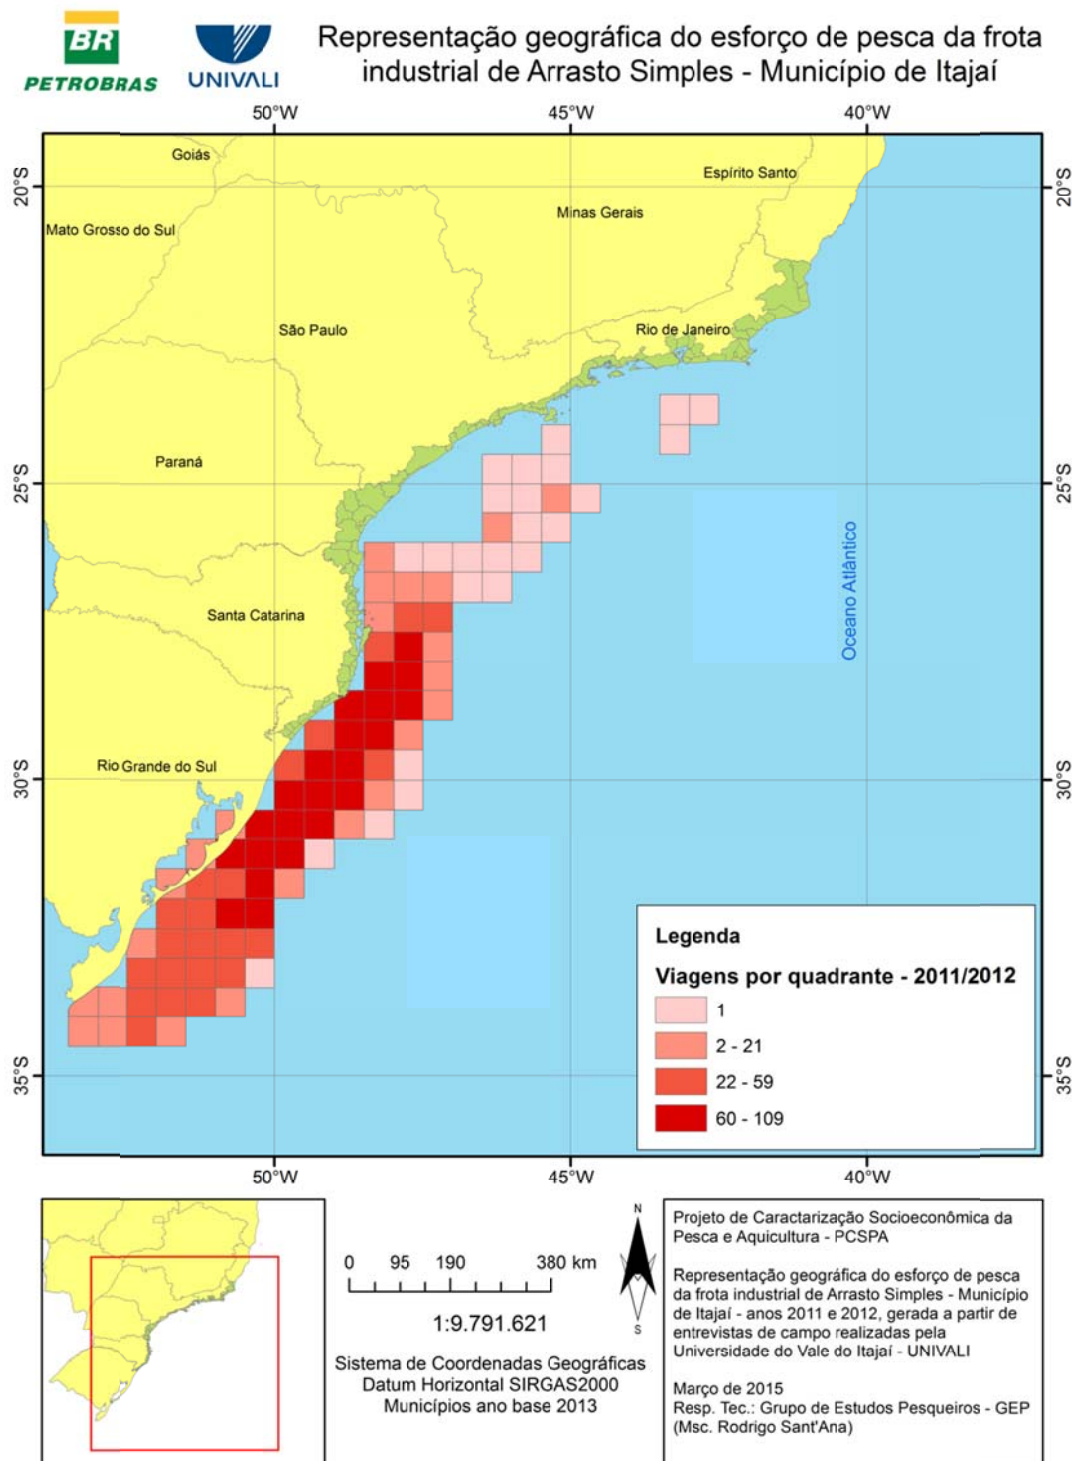 BR
PETROBRAS
UNIVALI
Representação geográfica do esforço de pesca da frota
industrial de Arrasto Simples - Município de Itajaí
50°W
45°W
40°W
Goiás
Espírito Santo
20°S
20°S
Minas Gerais
Mato Grosso do Sul
São Paulo
Rio de Janeiro
Paraná
25°S
25°S
Oceano Atlântico
Santa Catarina
Rio Grande do Sul
30°S
30°S
Legenda
Viagens por quadrante - 2011/2012
1
2 - 21
22 - 59
60 - 109
35°S
35°S
50°W
45°W
40°W
0 95 190 380 km
1:9.791.621
Sistema de Coordenadas Geográficas
Datum Horizontal SIRGAS2000
Municípios ano base 2013
N
S
Projeto de Caractarização Socioeconômica da
Pesca e Aquicultura - PCSPA
Representação geográfica do esforço de pesca
da frota industrial de Arrasto Simples - Município
de Itajaí - anos 2011 e 2012, gerada a partir de
entrevistas de campo realizadas pela
Universidade do Vale do Itajaí - UNIVALI
Março de 2015
Resp. Tec.: Grupo de Estudos Pesqueiros - GEP
(Msc. Rodrigo Sant'Ana)